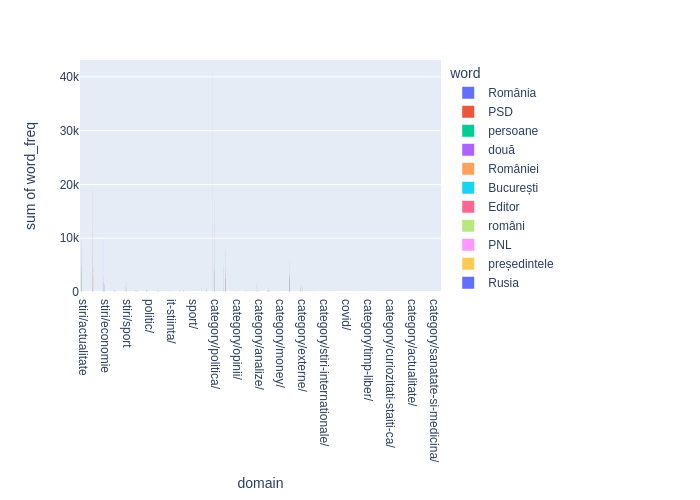 word
40k
30k
20k
10k
0
sum of word_freq
România
PSD
persoane
două
României
București
Editor
români
PNL
președintele
Rusia
stiri/actualitate
stiri/economie
stiri/sport
politic/
it-stiinta/
sport/
category/politica/
category/opinii/
category/analize/
category/money/
category/externe/
category/stiri-internationale/
covid/
category/timp-liber/
category/curiozitati-staiti-ca/
category/actualitate/
category/sanatate-si-medicina/
domain